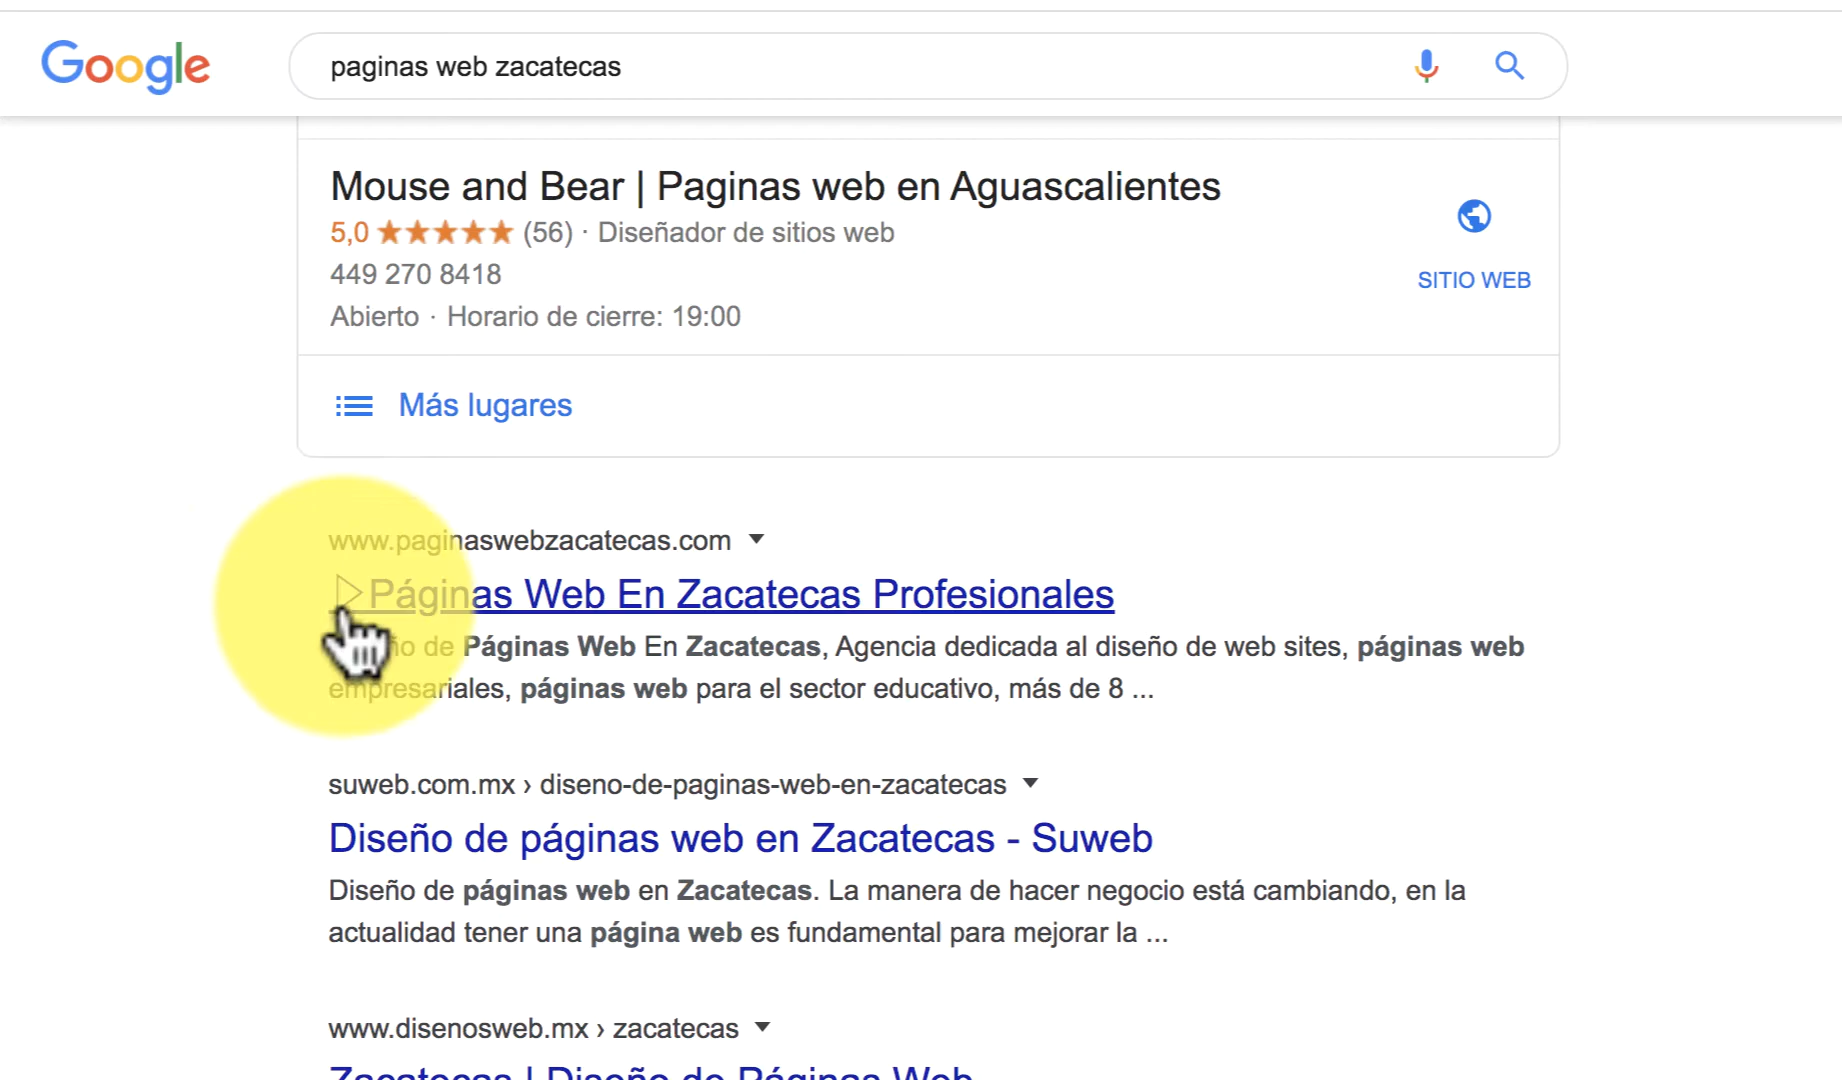 Google
paginas web zacatecas
Mouse and Bear | Paginas web en Aguascalientes
5,0 ★★★★★ (56) · Diseñador de sitios web
449 270 8418
Abierto · Horario de cierre: 19:00
SITIO WEB
Más lugares
www.paginaswebzacatecas.com
▷Páginas Web En Zacatecas Profesionales
ño de Páginas Web En Zacatecas, Agencia dedicada al diseño de web sites, páginas web
empresariales, páginas web para el sector educativo, más de 8 ...
suweb.com.mx › diseno-de-paginas-web-en-zacatecas
Diseño de páginas web en Zacatecas - Suweb
Diseño de páginas web en Zacatecas. La manera de hacer negocio está cambiando, en la
actualidad tener una página web es fundamental para mejorar la ...
www.disenosweb.mx › zacatecas
Zacatecas | Diseño de Páginas Web